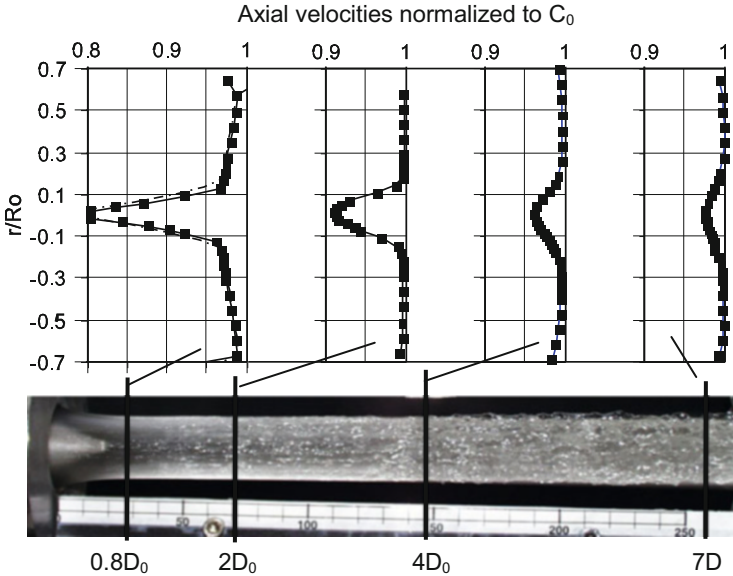 Axial velocities normalized to C₀
0.8 0.9 1 0.9 1 0.9 1 0.9 1
0.7
0.5
0.3
0.1
-0.1
-0.3
-0.5
-0.7
r/Ro
50 100 50 200 250
0.8D₀ 2D₀ 4D₀ 7D